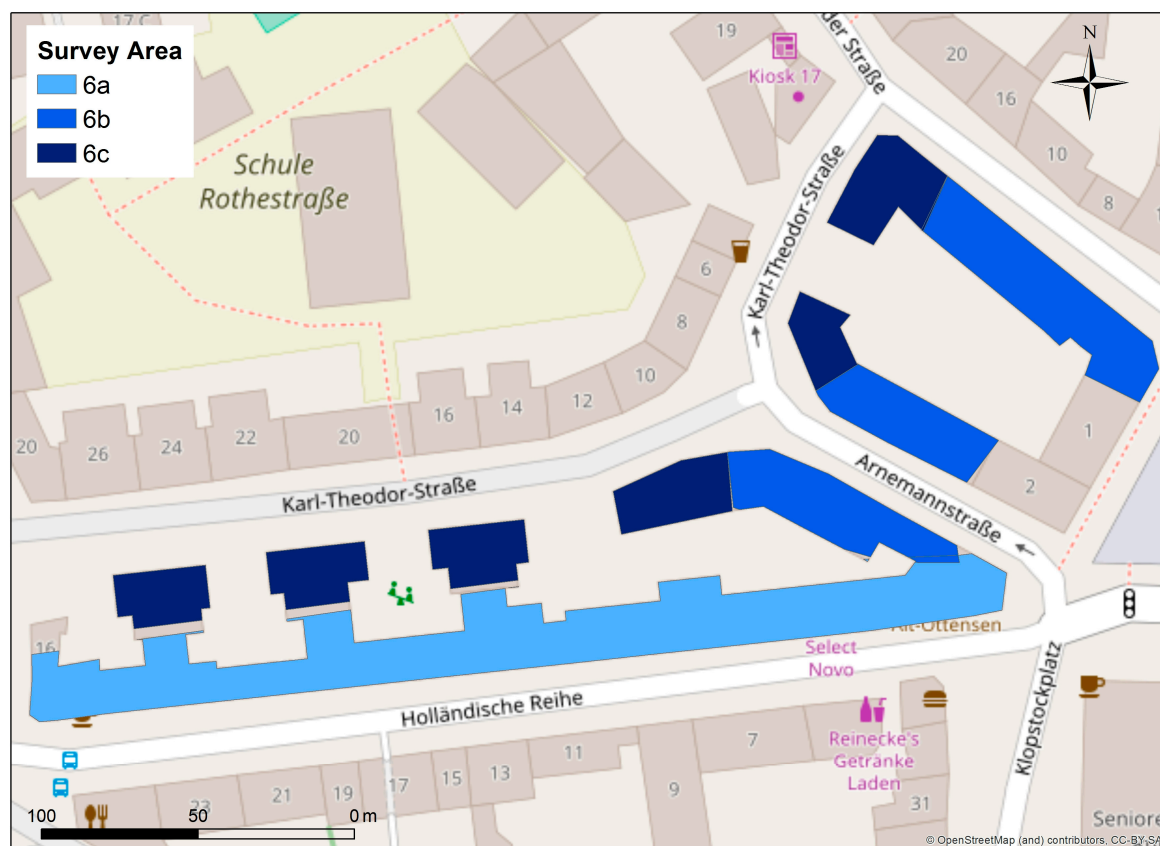 Survey Area
6a
6b
6c
17 C
19
Kiosk 17
der Straße
N
20
16
10
8
Schule
Rothestraße
Karl-Theodor-Straße
6
8
10
12
14
16
20
22
24
26
20
1
2
Arnemannstraße
Karl-Theodor-Straße
16
Kit-Ottensen
Select
Novo
Holländische Reihe
Klopstockplatz
Reinecke's
Getränke
Laden
7
11
13
15
17
19
21
23
9
31
Seniore
100 50 0 m
© OpenStreetMap (and) contributors, CC-BY-SA